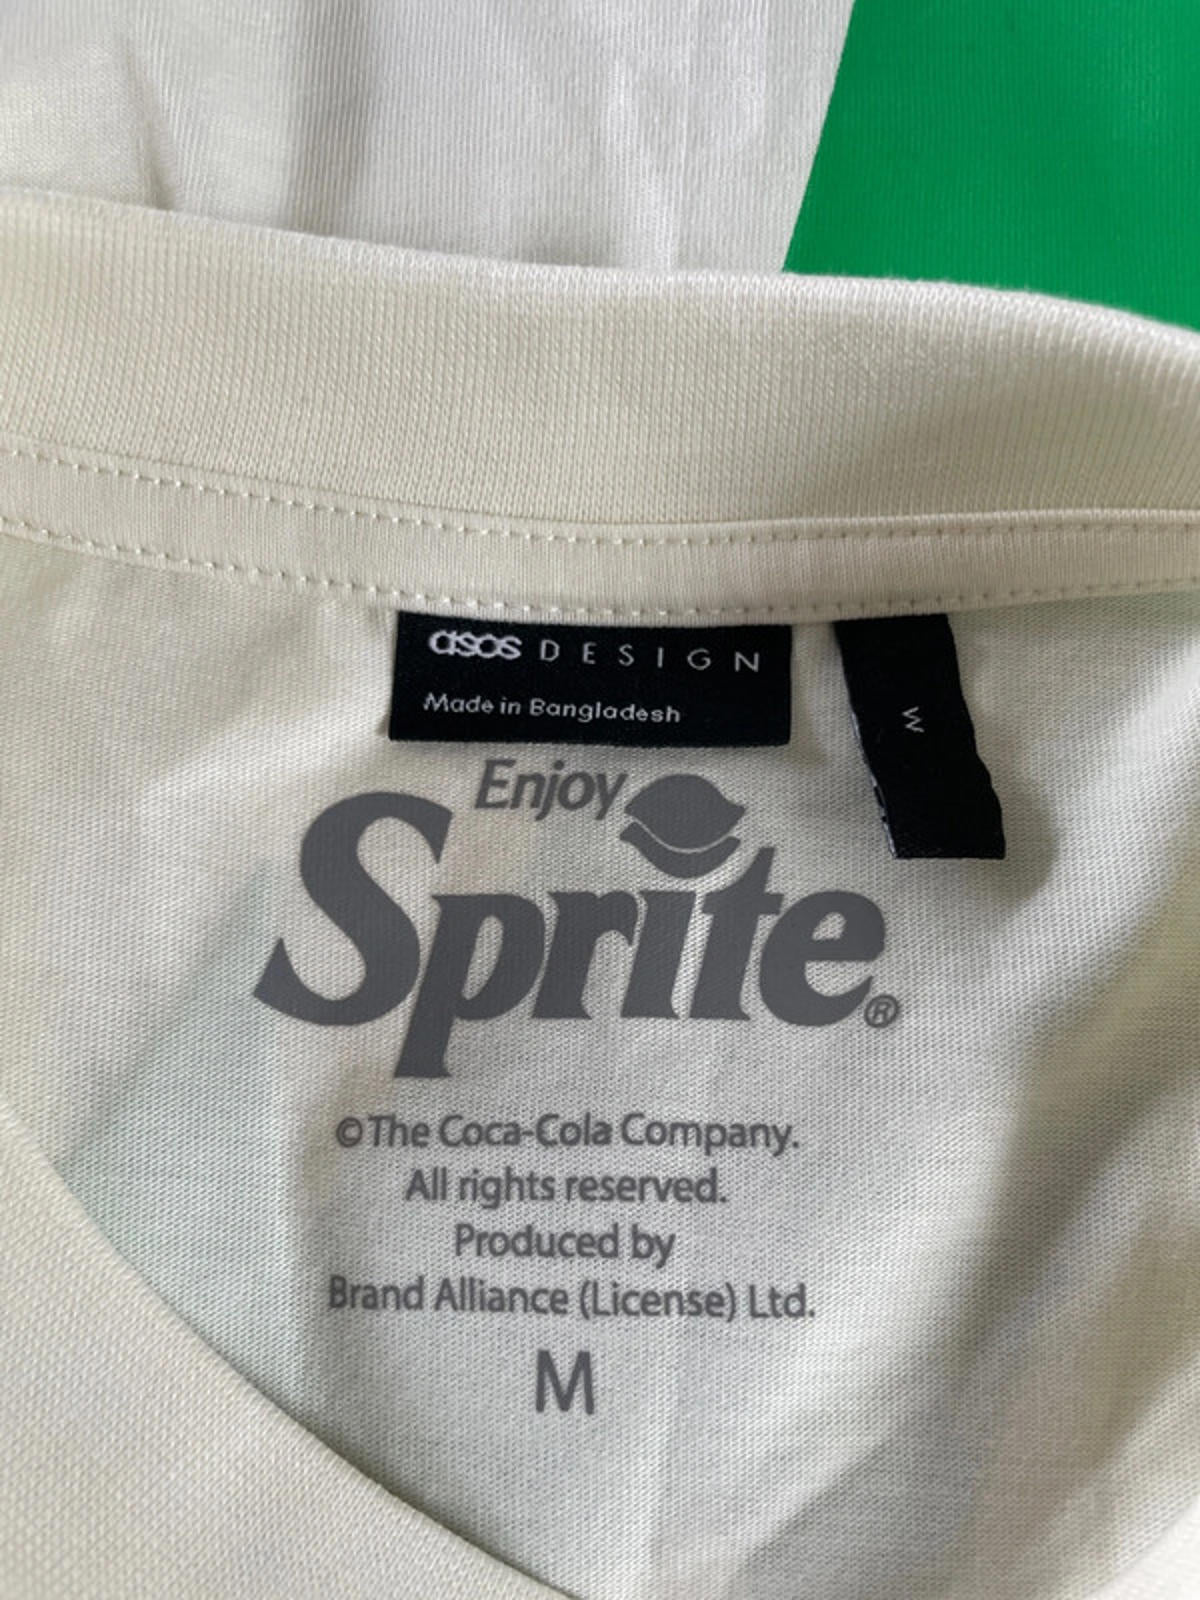 asos DESIGN
Made in Bangladesh
M
Enjoy
Sprite®
©The Coca-Cola Company.
All rights reserved.
Produced by
Brand Alliance (License) Ltd.
M